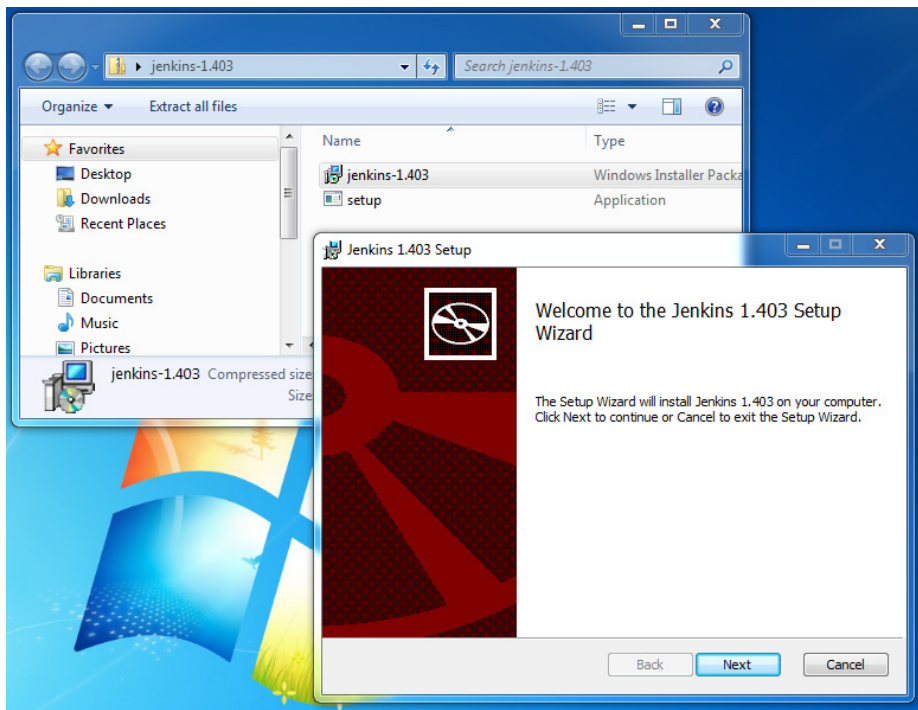 jenkins-1.403
Search jenkins-1.403
Organize
Extract all files
Name
Type
Favorites
Desktop
Downloads
Recent Places
Libraries
Documents
Music
Pictures
jenkins-1.403
Windows Installer Packa
setup
Application
jenkins-1.403 Compressed size
Size
Jenkins 1.403 Setup
Welcome to the Jenkins 1.403 Setup
Wizard
The Setup Wizard will install Jenkins 1.403 on your computer.
Click Next to continue or Cancel to exit the Setup Wizard.
Back
Next
Cancel